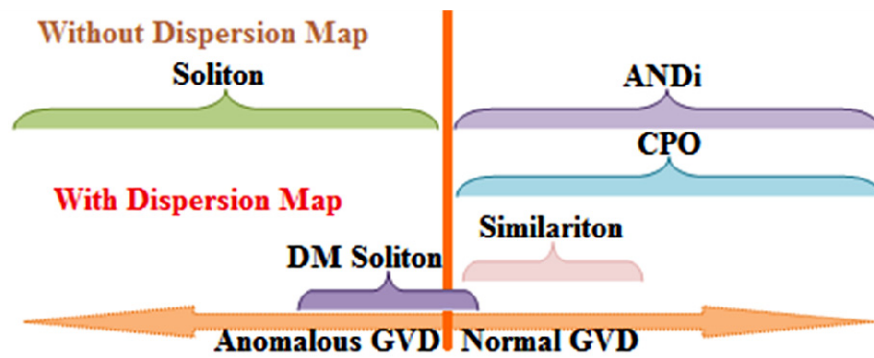 Without Dispersion Map
Soliton
ANDi
CPO
With Dispersion Map
Similariton
DM Soliton
Anomalous GVD
Normal GVD